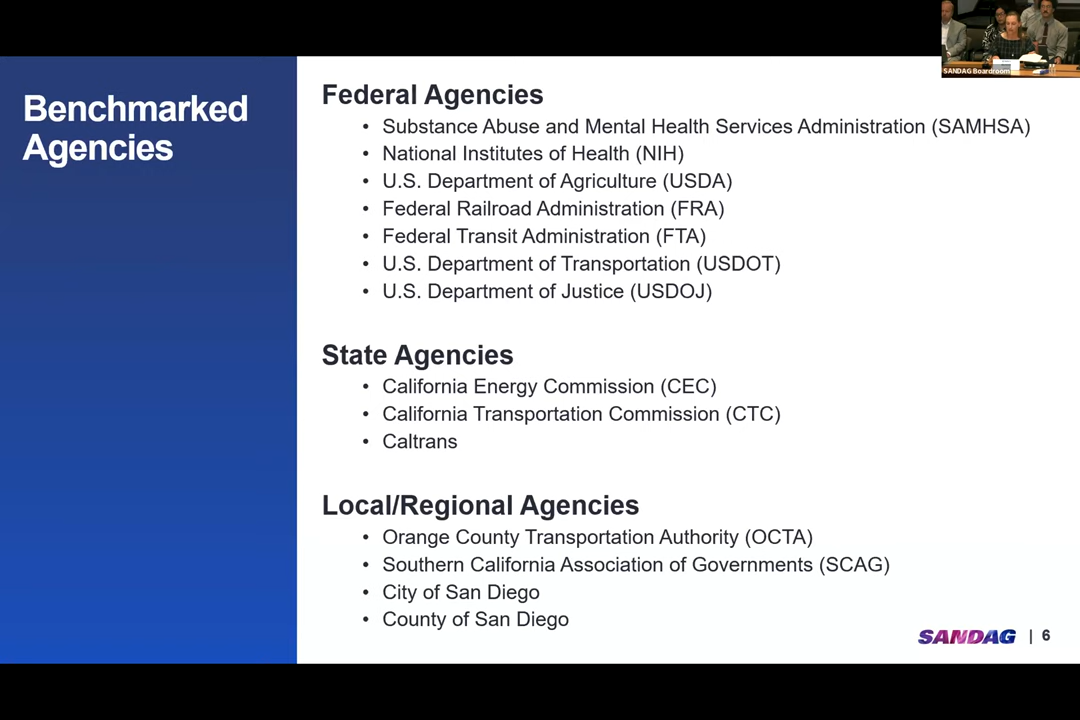 SANDAG Boardroom
Benchmarked
Agencies
Federal Agencies
• Substance Abuse and Mental Health Services Administration (SAMHSA)
• National Institutes of Health (NIH)
• U.S. Department of Agriculture (USDA)
• Federal Railroad Administration (FRA)
• Federal Transit Administration (FTA)
• U.S. Department of Transportation (USDOT)
• U.S. Department of Justice (USDOJ)
State Agencies
• California Energy Commission (CEC)
• California Transportation Commission (CTC)
• Caltrans
Local/Regional Agencies
• Orange County Transportation Authority (OCTA)
• Southern California Association of Governments (SCAG)
• City of San Diego
• County of San Diego
SANDAG | 6